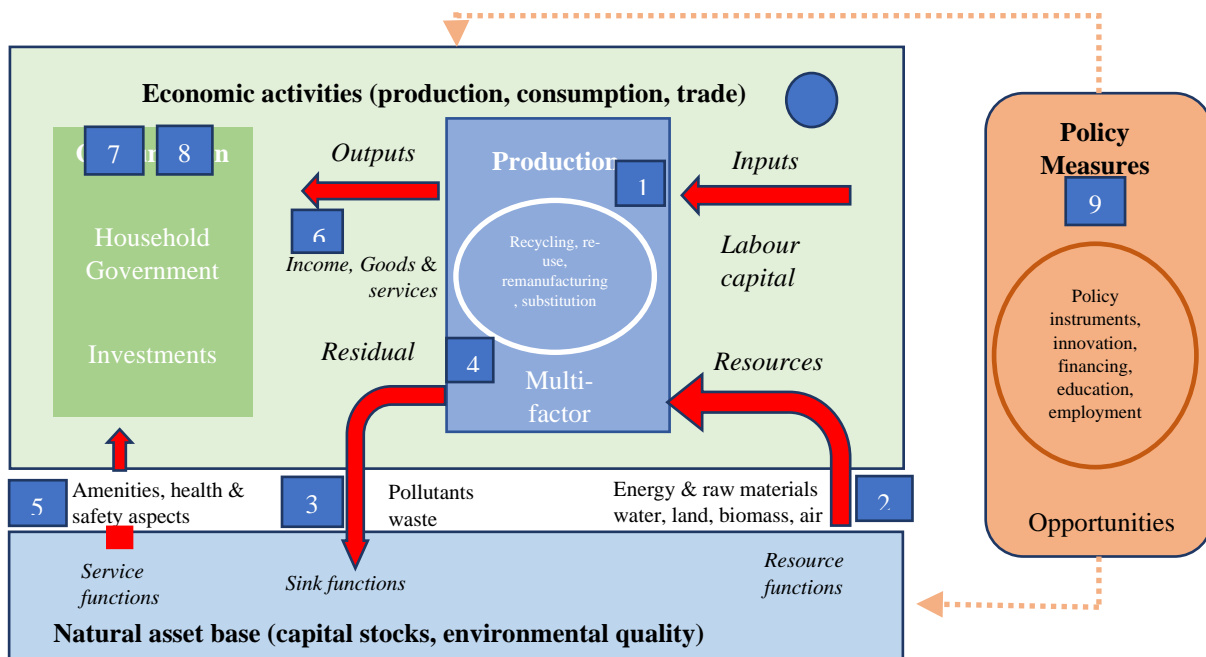 Economic activities (production, consumption, trade)
7
8
Household
Government
Investments
Outputs
6
Income, Goods &
services
Residual
Production
1
Recycling, re-
use,
remanufacturing
, substitution
4
Multi-
factor
Inputs
Labour
capital
Resources
5
Amenities, health &
safety aspects
3
Pollutants
waste
Energy & raw materials
water, land, biomass, air
2
Service
functions
Sink functions
Resource
functions
Natural asset base (capital stocks, environmental quality)
Policy
Measures
9
Policy
instruments,
innovation,
financing,
education,
employment
Opportunities